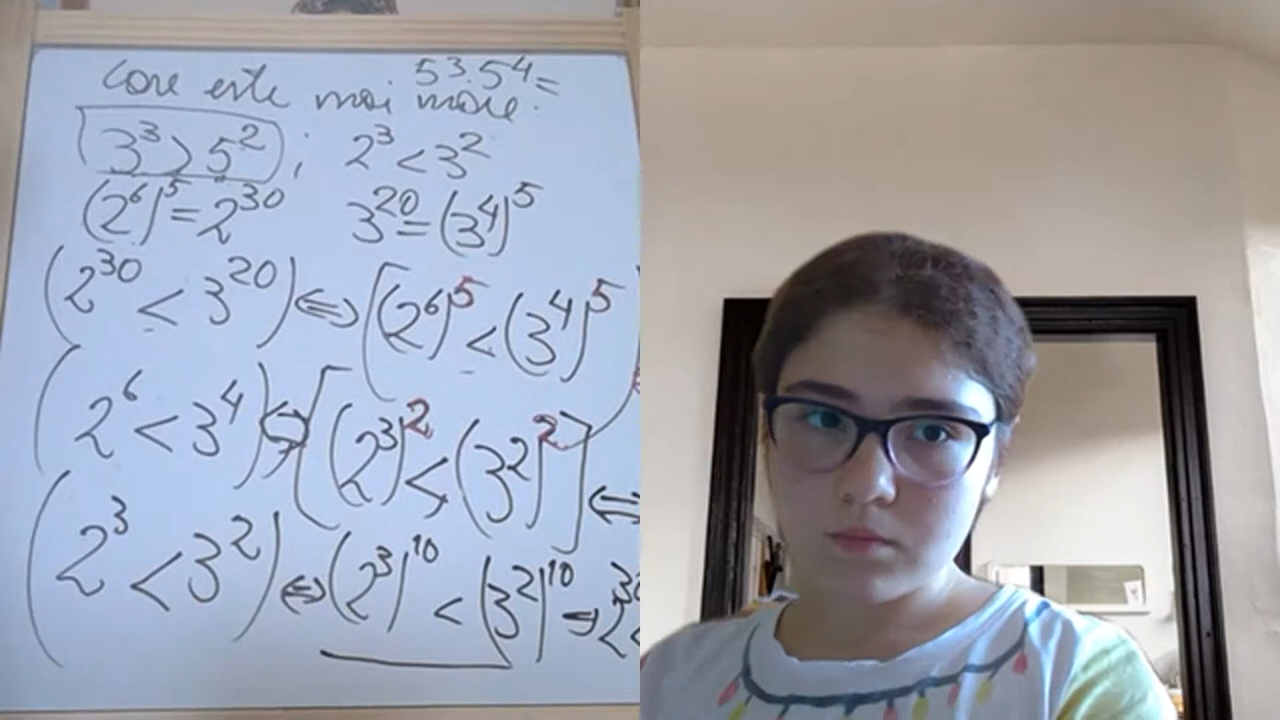 5³·5⁴=
care este mai mare.
3³ > 5² ; 2³ < 3²
(2⁶)⁵ = 2³⁰ 3²⁰ = (3⁴)⁵
(2³⁰ < 3²⁰) ⇔ [(2⁶)⁵ < (3⁴)⁵
(2⁶ < 3⁴) ⇔ [(2³)² < (3²)²] ⇔
(2³ < 3²) ⇔ (2³)¹⁰ < (3²)¹⁰ ⇒ 2³⁰ <